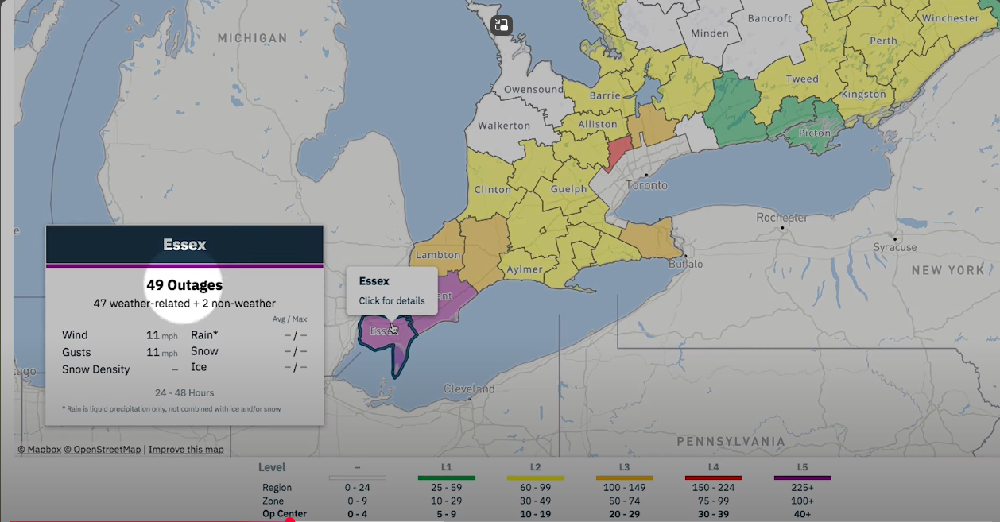 MICHIGAN
Bancroft
Winchester
Minden
Perth
Owensound
Barrie
Tweed
Kingston
Walkerton
Alliston
Picton
Clinton
Guelph
Toronto
Rochester
Syracuse
Lambton
Aylmer
Buffalo
NEW YORK
Essex
49 Outages
47 weather-related + 2 non-weather
Avg / Max
Wind 11 mph Rain* – / –
Gusts 11 mph Snow – / –
Snow Density – Ice – / –
24 - 48 Hours
* Rain is liquid precipitation only, not combined with ice and/or snow
Essex
Click for details
Cleveland
PENNSYLVANIA
© Mapbox © OpenStreetMap | Improve this map
Level – L1 L2 L3 L4 L5
Region 0 - 24 25 - 59 60 - 99 100 - 149 150 - 224 225+
Zone 0 - 9 10 - 29 30 - 49 50 - 74 75 - 99 100+
Op Center 0 - 4 5 - 9 10 - 19 20 - 29 30 - 39 40+